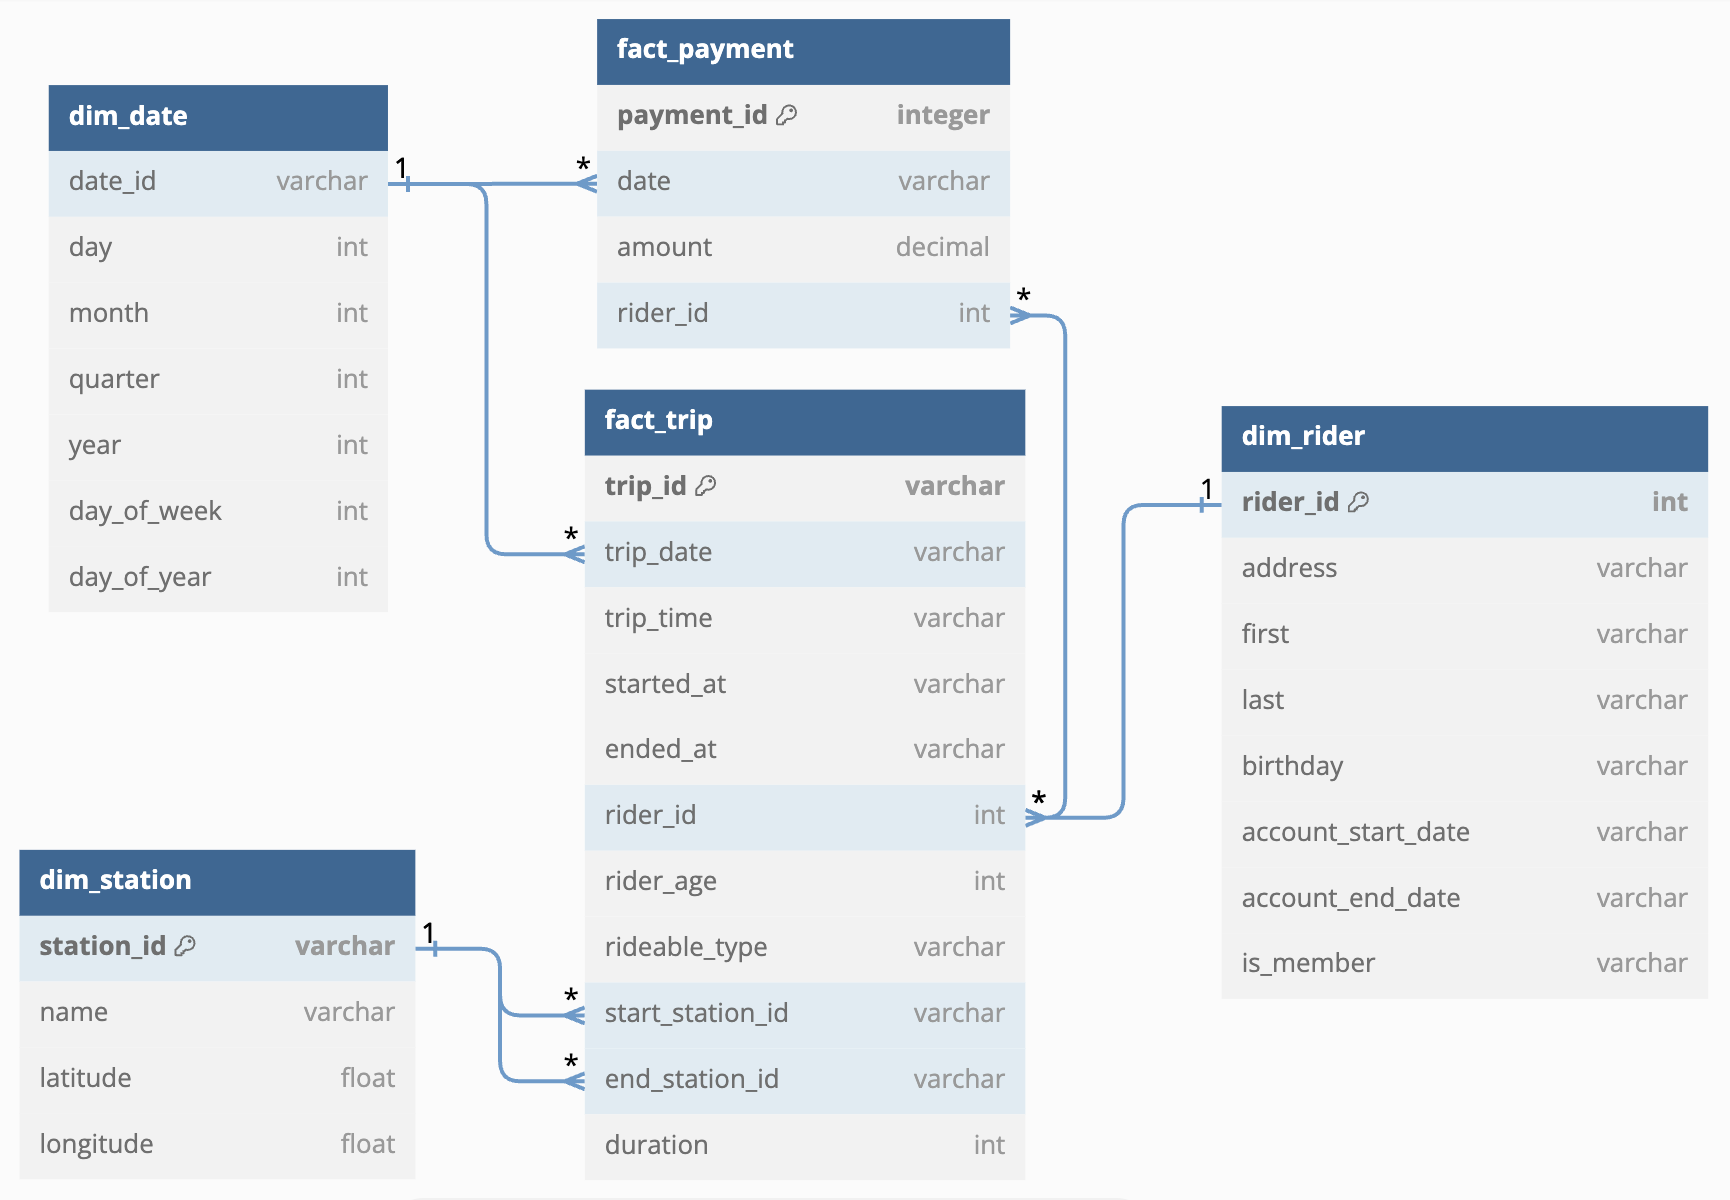 fact_payment
payment_id integer
date varchar
amount decimal
rider_id int
dim_date
date_id varchar
day int
month int
quarter int
year int
day_of_week int
day_of_year int
1
*
*
*
fact_trip
trip_id varchar
trip_date varchar
trip_time varchar
started_at varchar
ended_at varchar
rider_id int
rider_age int
rideable_type varchar
start_station_id varchar
end_station_id varchar
duration int
*
1
dim_rider
rider_id int
address varchar
first varchar
last varchar
birthday varchar
account_start_date varchar
account_end_date varchar
is_member varchar
dim_station
station_id varchar
name varchar
latitude float
longitude float
1
*
*